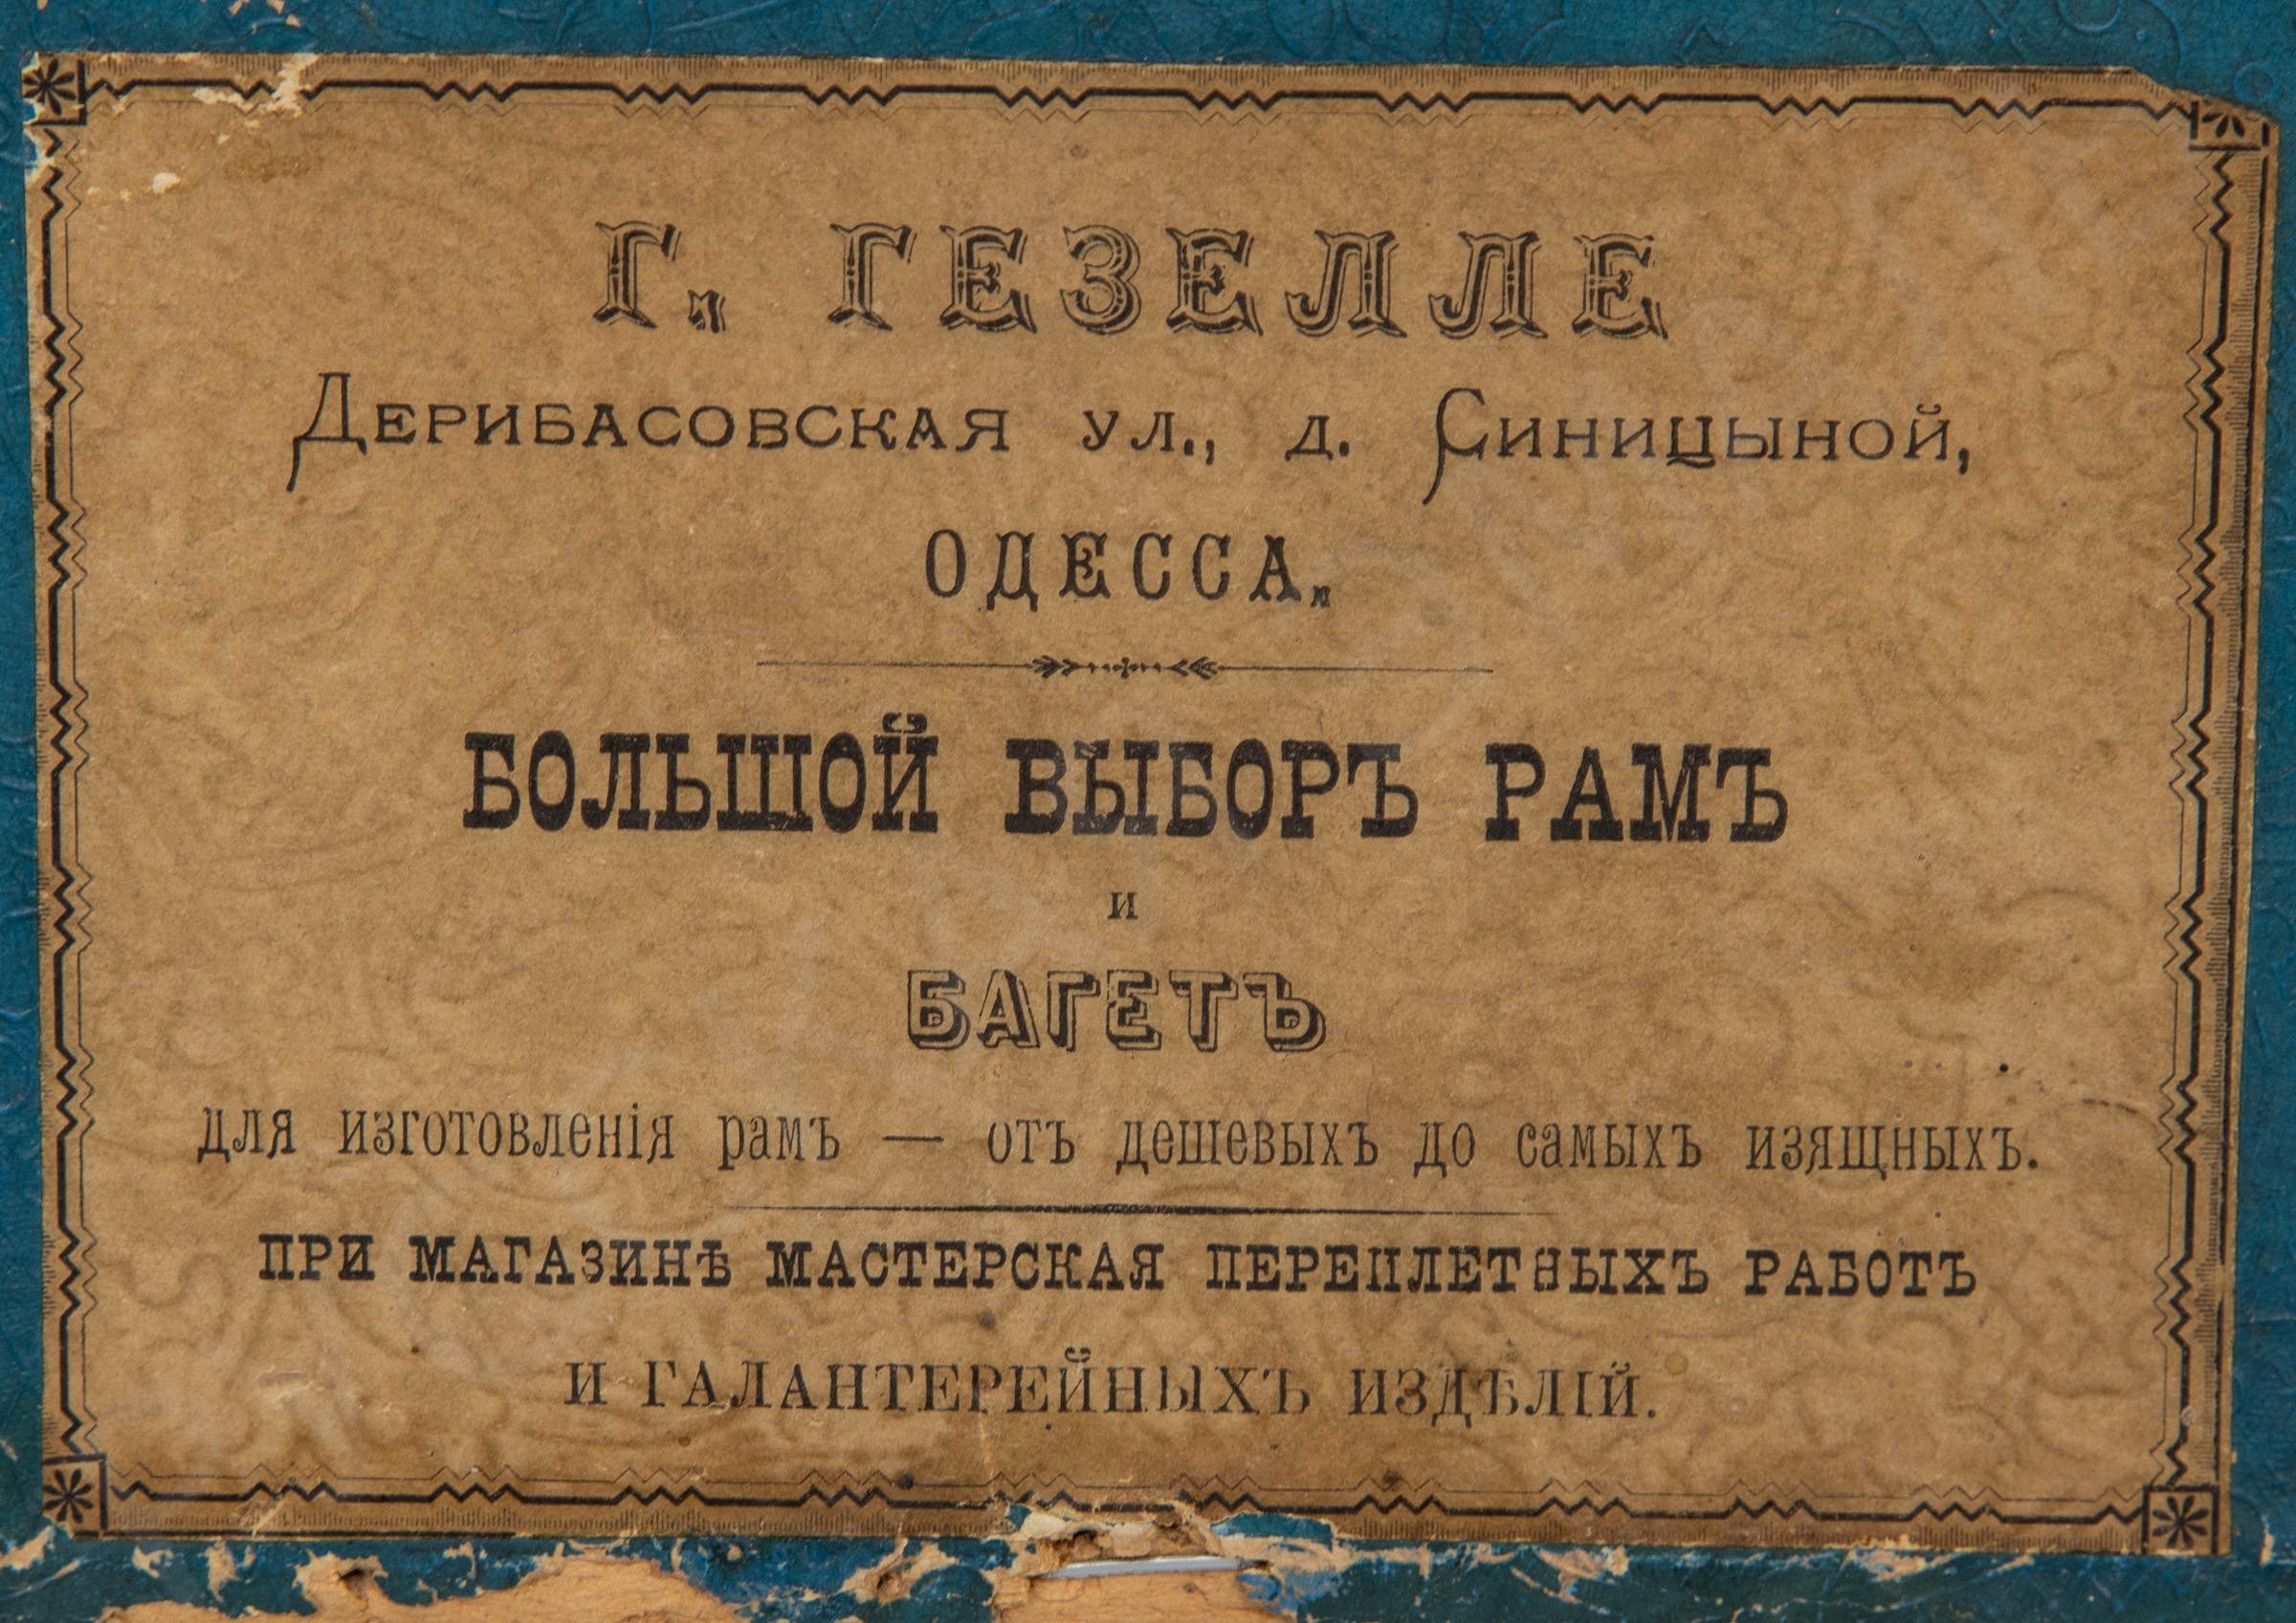 Г. ГЕЗЕЛЛЕ
Дерибасовская ул., д. Синицыной,
ОДЕССА.
БОЛЬШОЙ ВЫБОРЪ РАМЪ
и
БАГЕТЪ
для изготовленія рамъ — отъ дешевыхъ до самыхъ изящныхъ.
ПРИ МАГАЗИНѢ МАСТЕРСКАЯ ПЕРЕПЛЕТНЫХЪ РАБОТЪ
И ГАЛАНТЕРЕЙНЫХЪ ИЗДѢЛІЙ.